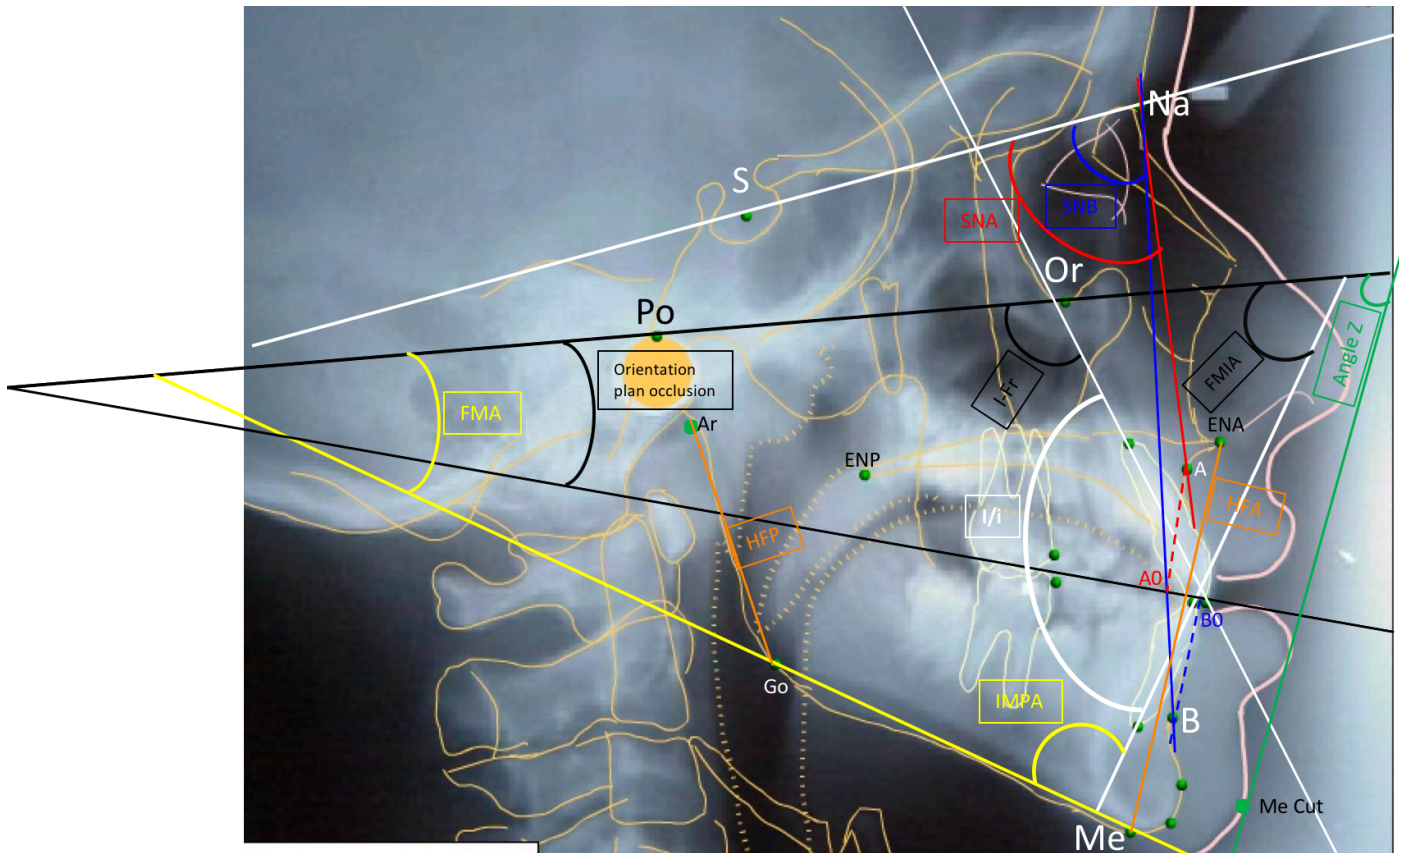 Na
S
SNA
SNB
Or
Po
Orientation
plan occlusion
I-Fr
FMIA
Angle Z
FMA
Ar
ENA
ENP
A
I/i
HFA
HFP
A0
B0
Go
IMPA
B
Me Cut
Me